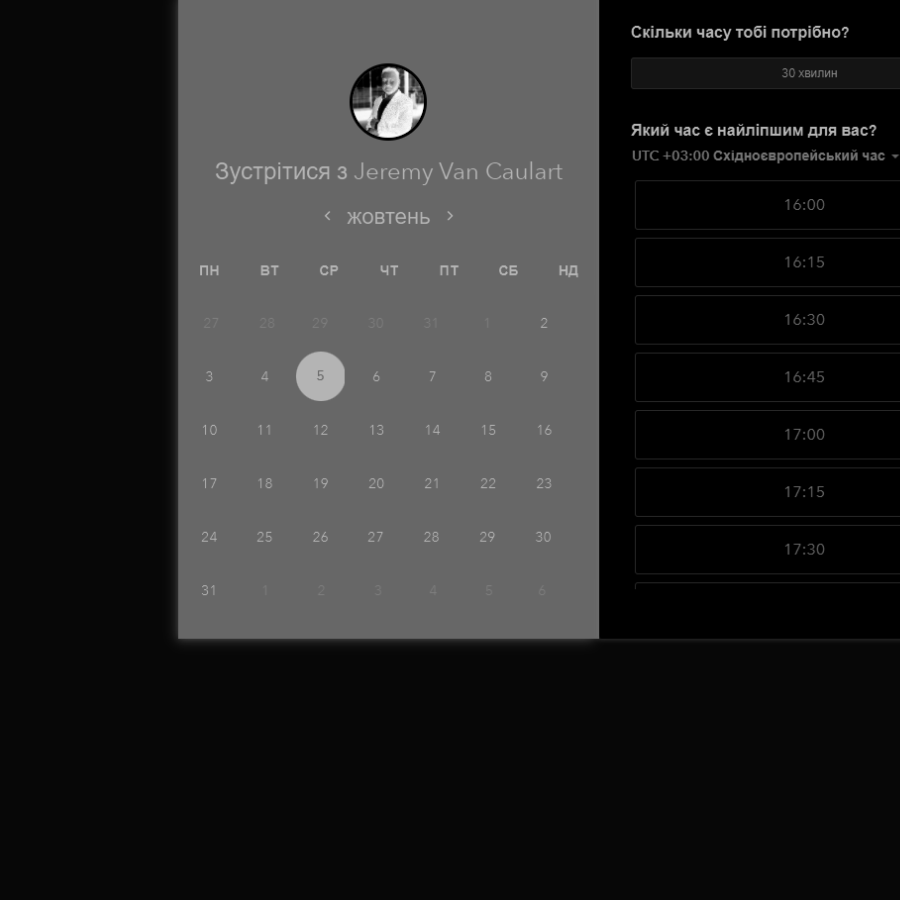 Зустрітися з Jeremy Van Caulart
жовтень
ПН ВТ СР ЧТ ПТ СБ НД
27 28 29 30 31 1 2
3 4 5 6 7 8 9
10 11 12 13 14 15 16
17 18 19 20 21 22 23
24 25 26 27 28 29 30
31 1 2 3 4 5 6
Скільки часу тобі потрібно?
30 хвилин
Який час є найліпшим для вас?
UTC +03:00 Східноєвропейський час
16:00
16:15
16:30
16:45
17:00
17:15
17:30